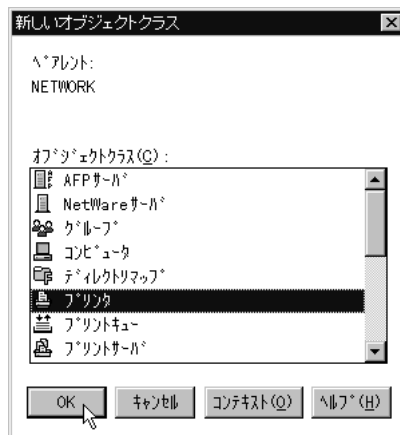 新しいオブジェクトクラス
ペアレント:
NETWORK
オブジェクトクラス(C):
AFPサーバ
NetWareサーバ
グループ
コンピュータ
ディレクトリマップ
プリンタ
プリントキュー
プリントサーバ
OK キャンセル コンテキスト(O) ヘルプ(H)